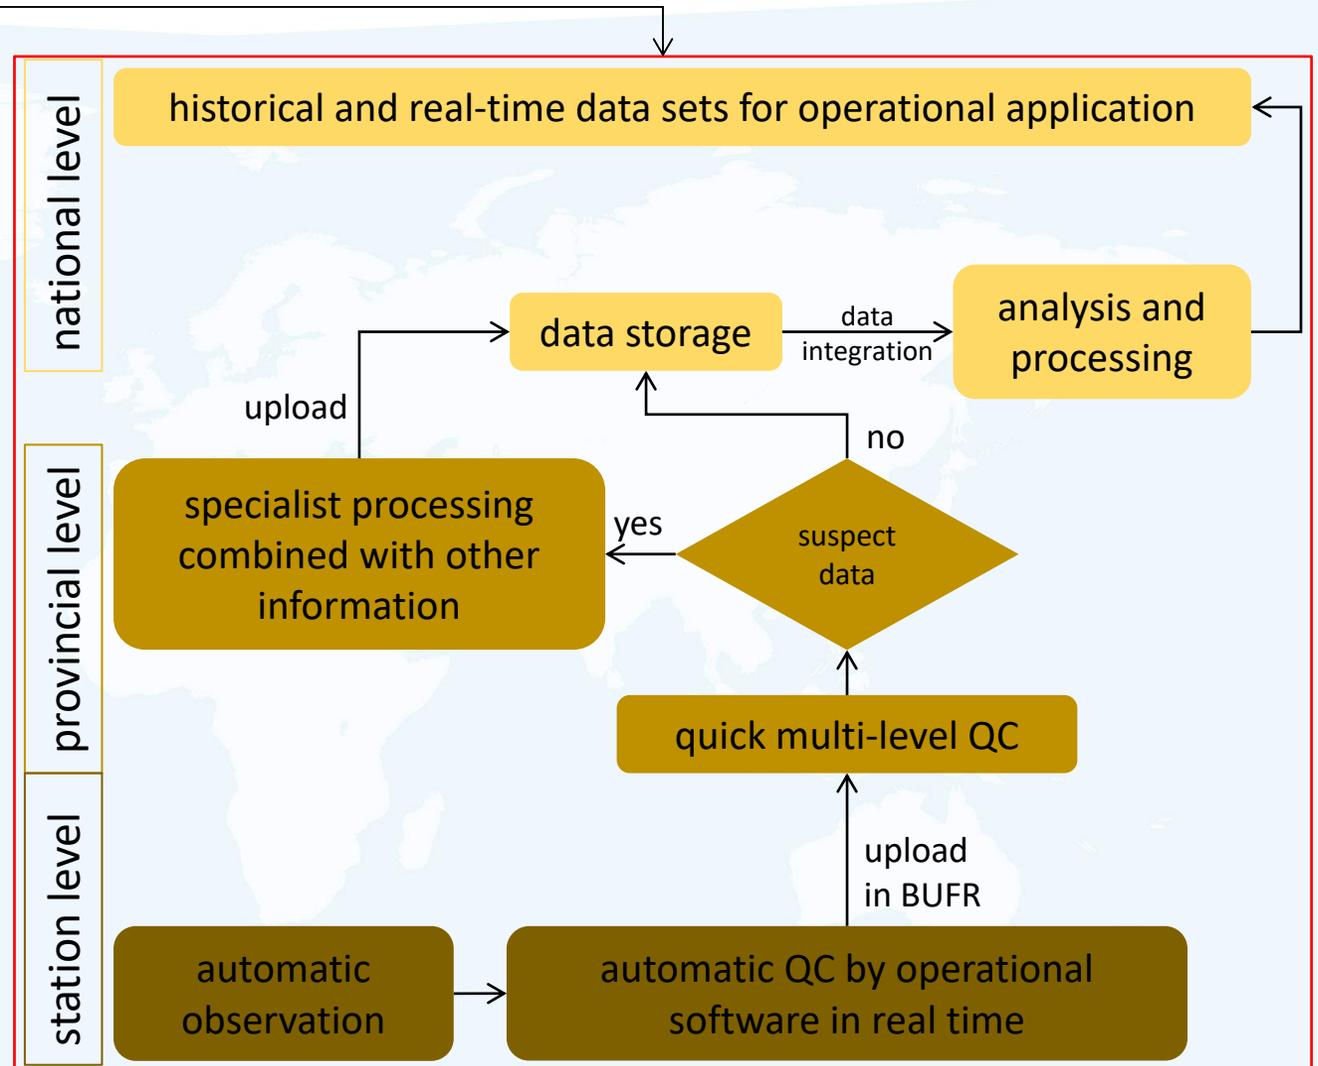 national level
historical and real-time data sets for operational application
data storage
data
integration
analysis and
processing
upload
no
provincial level
specialist processing
combined with other
information
yes
suspect
data
quick multi-level QC
upload
in BUFR
station level
automatic
observation
automatic QC by operational
software in real time